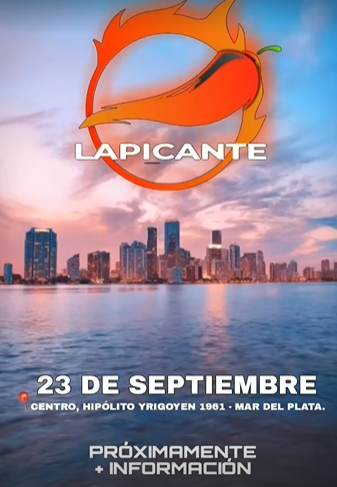 LAPICANTE
23 DE SEPTIEMBRE
CENTRO, HIPÓLITO YRIGOYEN 1961 - MAR DEL PLATA.
PRÓXIMAMENTE
+ INFORMACIÓN